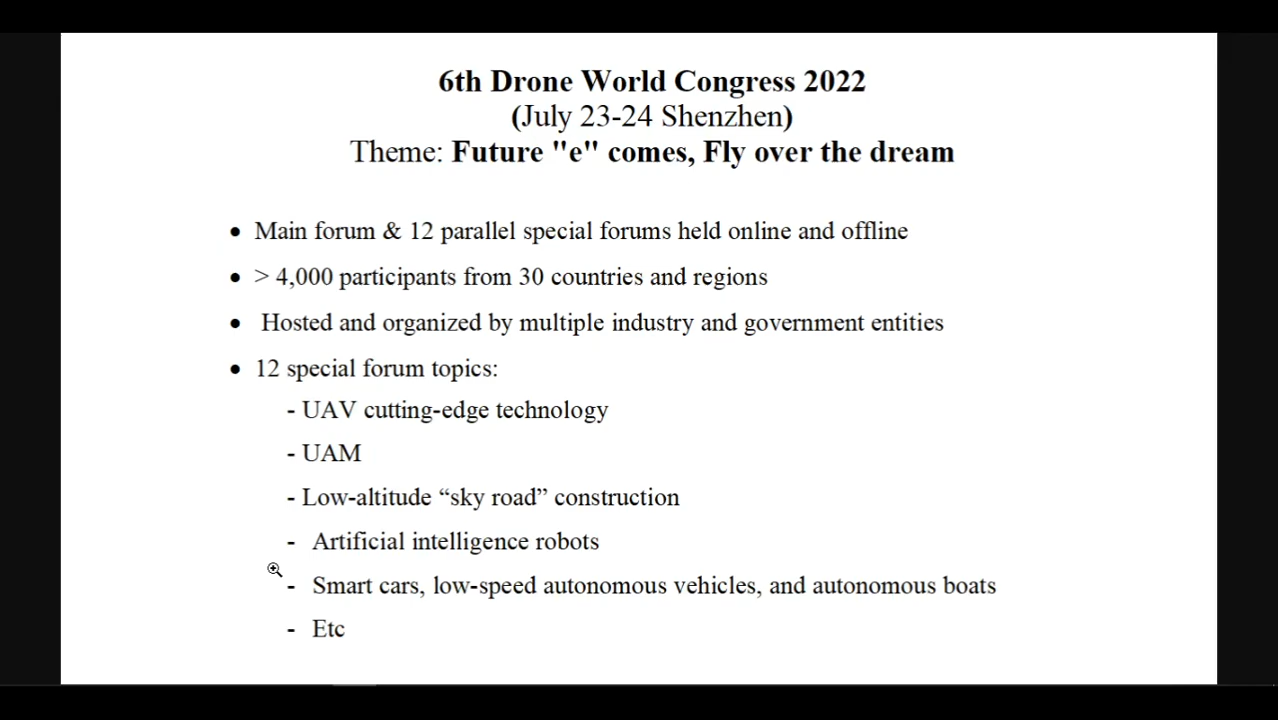 6th Drone World Congress 2022
(July 23-24 Shenzhen)
Theme: Future "e" comes, Fly over the dream
• Main forum & 12 parallel special forums held online and offline
• > 4,000 participants from 30 countries and regions
• Hosted and organized by multiple industry and government entities
• 12 special forum topics:
- UAV cutting-edge technology
- UAM
- Low-altitude “sky road” construction
- Artificial intelligence robots
- Smart cars, low-speed autonomous vehicles, and autonomous boats
- Etc